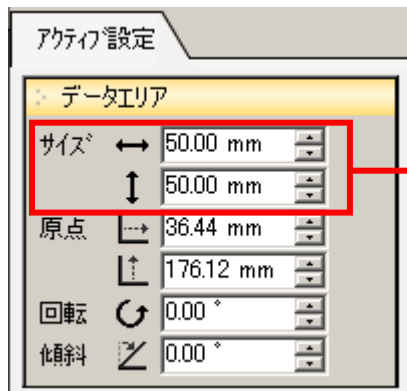 アクティブ設定
データエリア
サイズ 50.00 mm
50.00 mm
原点 36.44 mm
176.12 mm
回転 0.00 °
傾斜 0.00 °